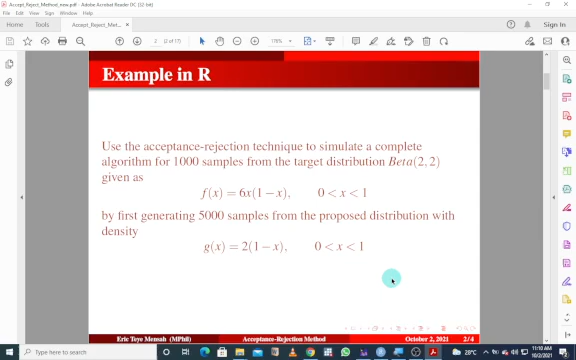 Accept_Reject_Method_new.pdf - Adobe Acrobat Reader DC (32-bit)
File Edit View Sign Window Help
Home Tools Accept_Reject_Met... ×
Sign In
2 (2 of 17)
178%
Example in R
Use the acceptance-rejection technique to simulate a complete
algorithm for 1000 samples from the target distribution Beta(2,2)
given as
f(x) = 6x(1−x), 0 < x < 1
by first generating 5000 samples from the proposed distribution with
density
g(x) = 2(1−x), 0 < x < 1
Eric Teye Mensah (MPhil) Acceptance-Rejection Method October 2, 2021 2/4
Type here to search
28°C
11:10 AM
10/2/2021